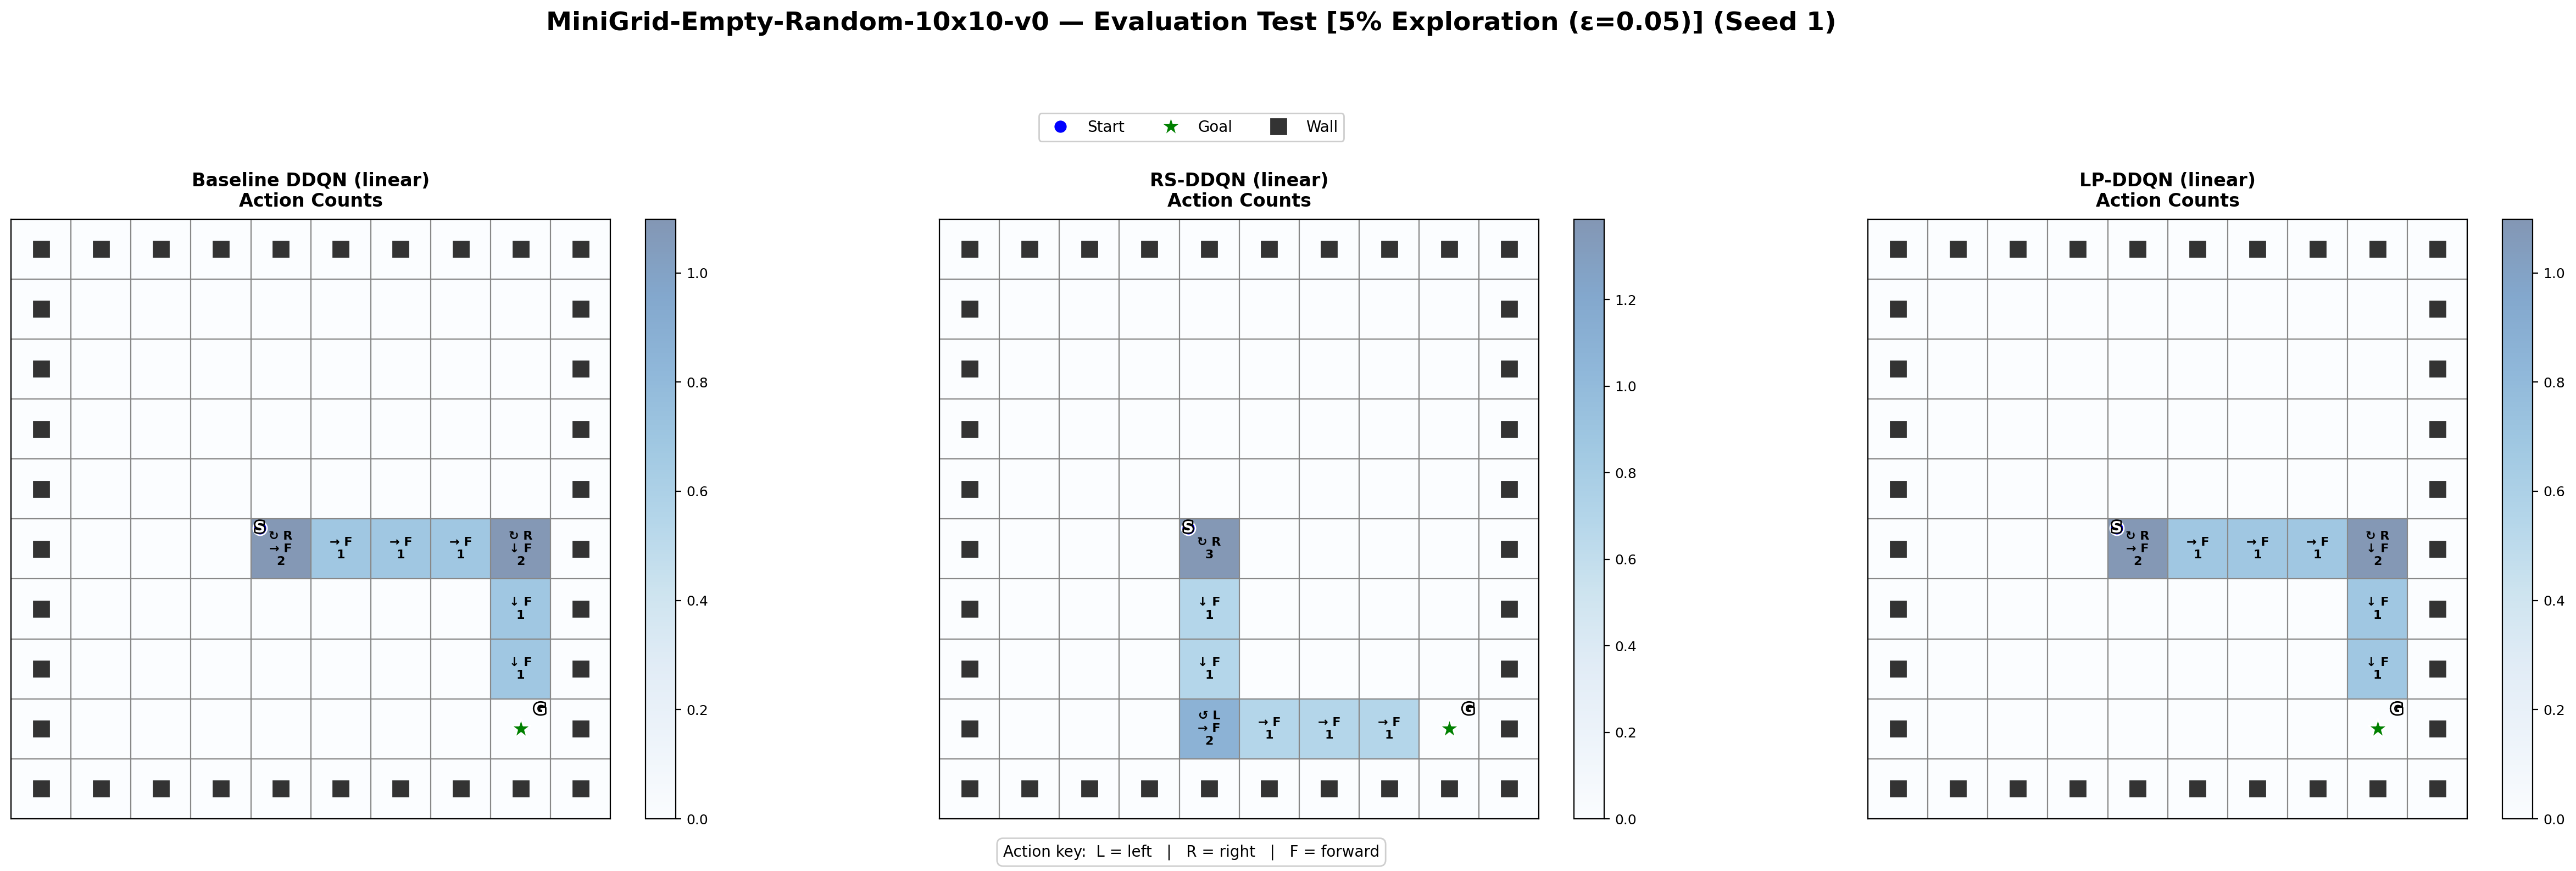 MiniGrid-Empty-Random-10x10-v0 — Evaluation Test [5% Exploration (ε=0.05)] (Seed 1)
Start Goal Wall
Baseline DDQN (linear)
Action Counts
S
↻ R
→ F
2
→ F
1
→ F
1
→ F
1
↻ R
↓ F
2
↓ F
1
↓ F
1
G
1.0
0.8
0.6
0.4
0.2
0.0
RS-DDQN (linear)
Action Counts
S
↻ R
3
↓ F
1
↓ F
1
↺ L
→ F
2
→ F
1
→ F
1
→ F
1
G
1.2
1.0
0.8
0.6
0.4
0.2
0.0
LP-DDQN (linear)
Action Counts
S
↻ R
→ F
2
→ F
1
→ F
1
→ F
1
↻ R
↓ F
2
↓ F
1
↓ F
1
G
1.0
0.8
0.6
0.4
0.2
0.0
Action key: L = left | R = right | F = forward